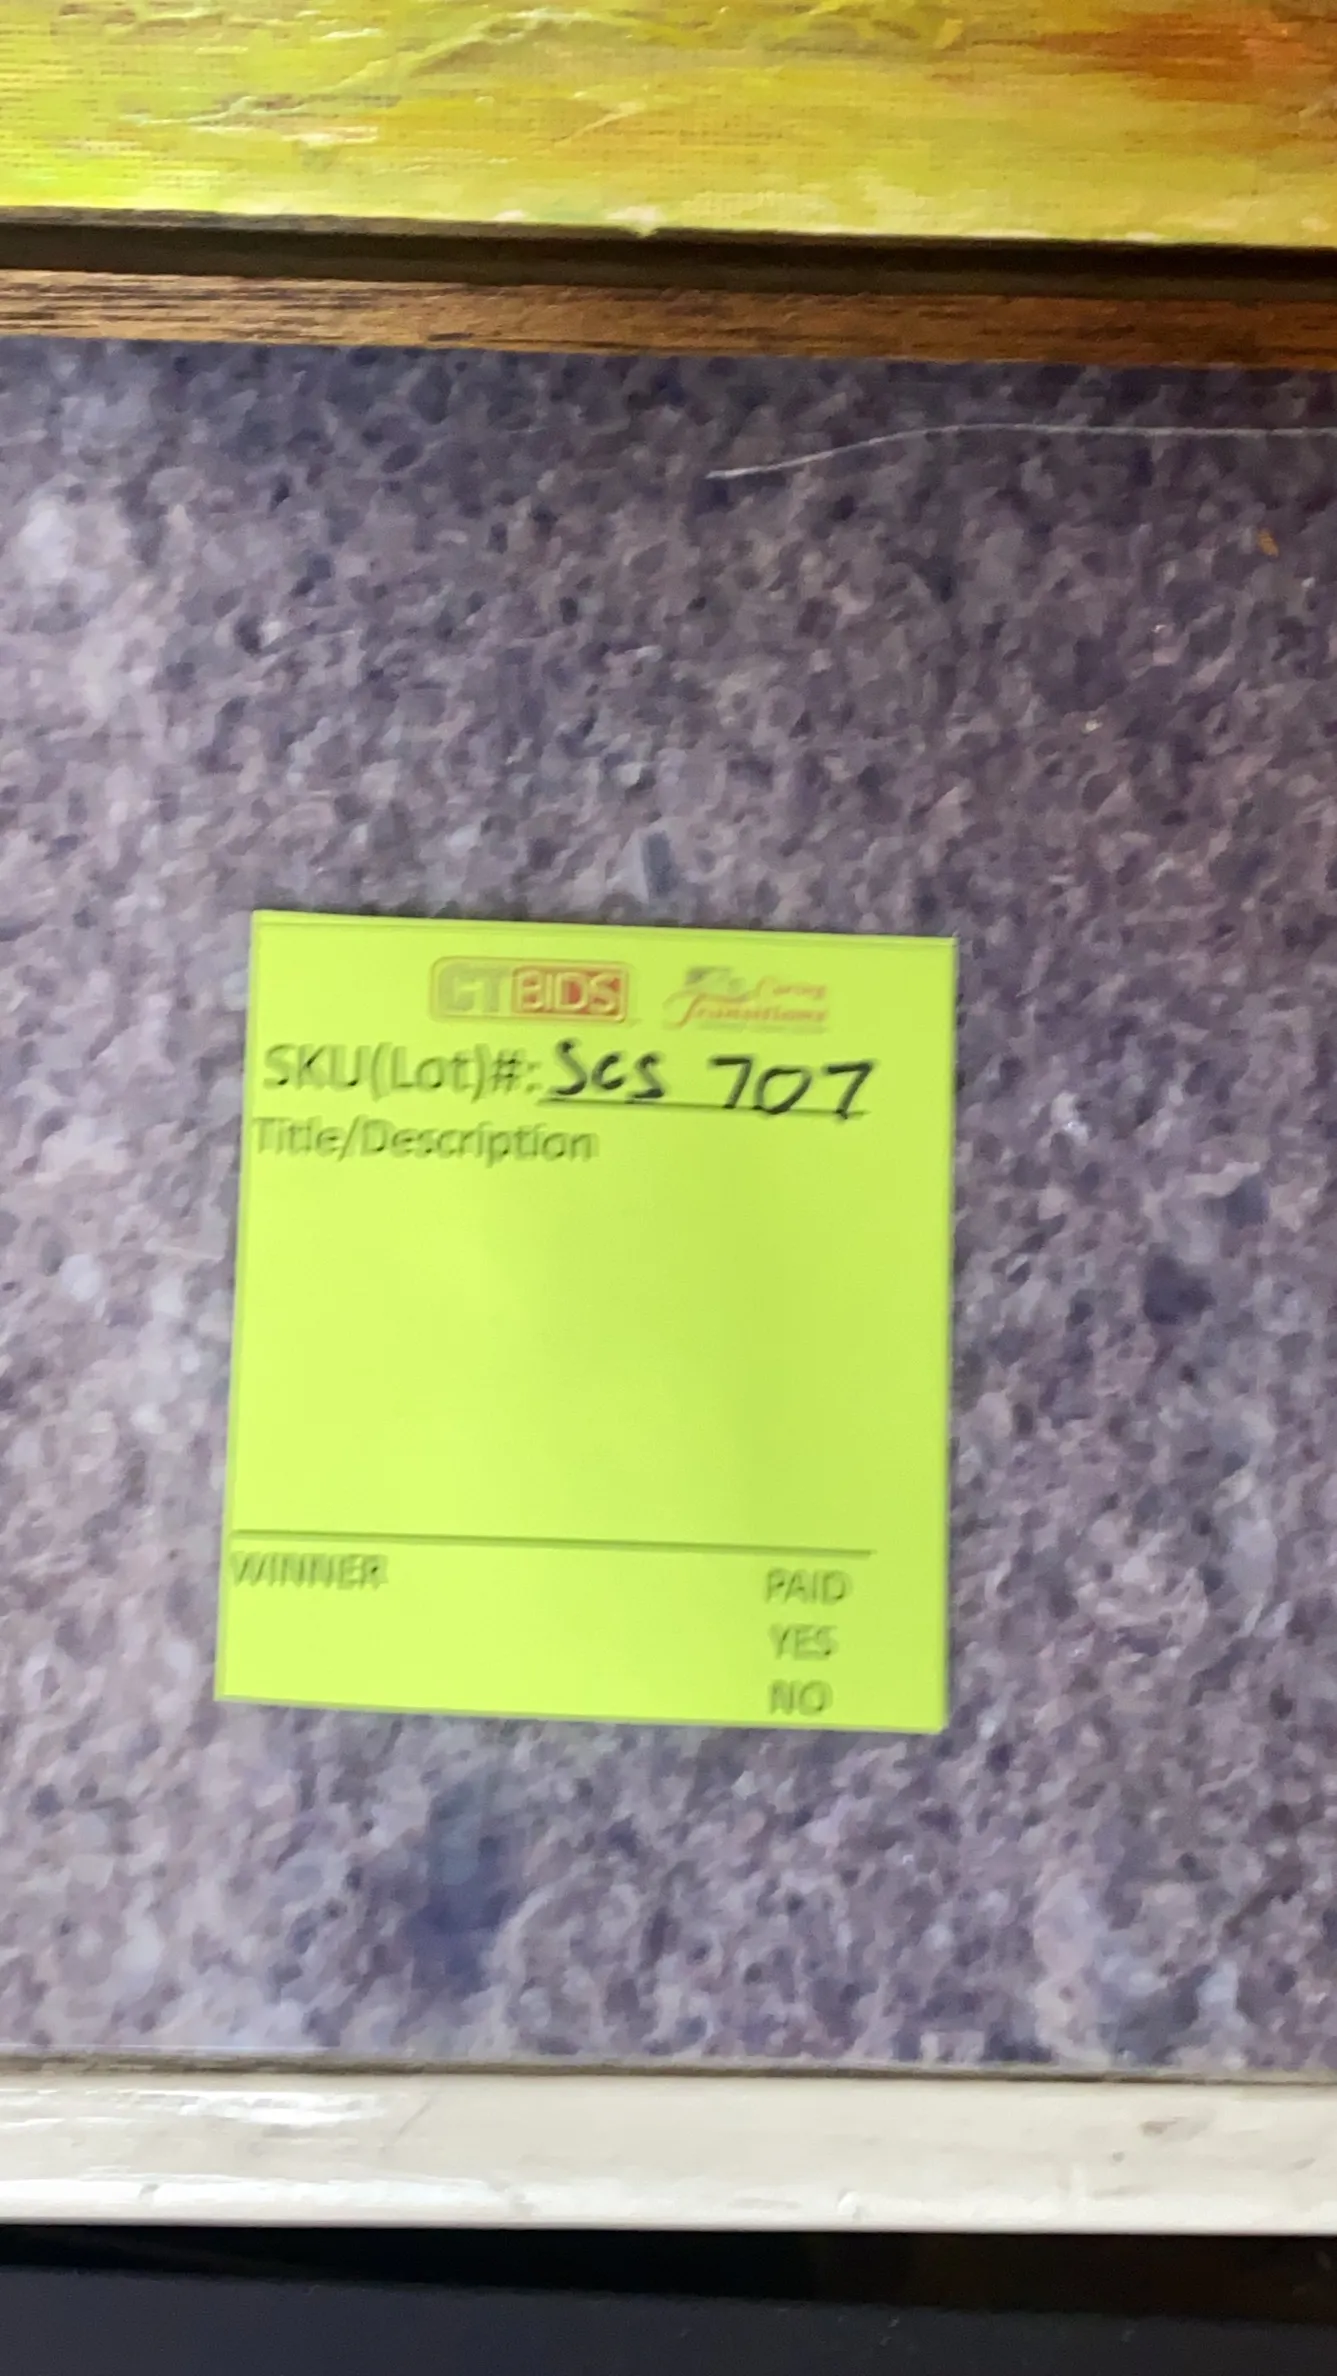 CTBIDS Caring Transitions
SKU(Lot)#: SCS 707
Title/Description
WINNER PAID
YES
NO